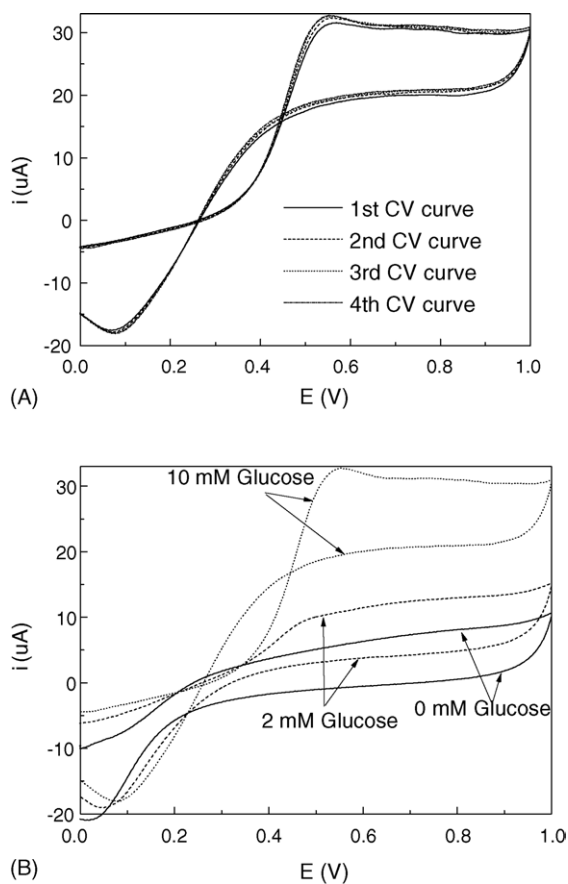 30
20
10
0
-10
-20
i (uA)
1st CV curve
2nd CV curve
3rd CV curve
4th CV curve
0.0 0.2 0.4 0.6 0.8 1.0
(A)
E (V)
30
20
10
0
-10
-20
i (uA)
10 mM Glucose
2 mM Glucose
0 mM Glucose
0.0 0.2 0.4 0.6 0.8 1.0
(B)
E (V)